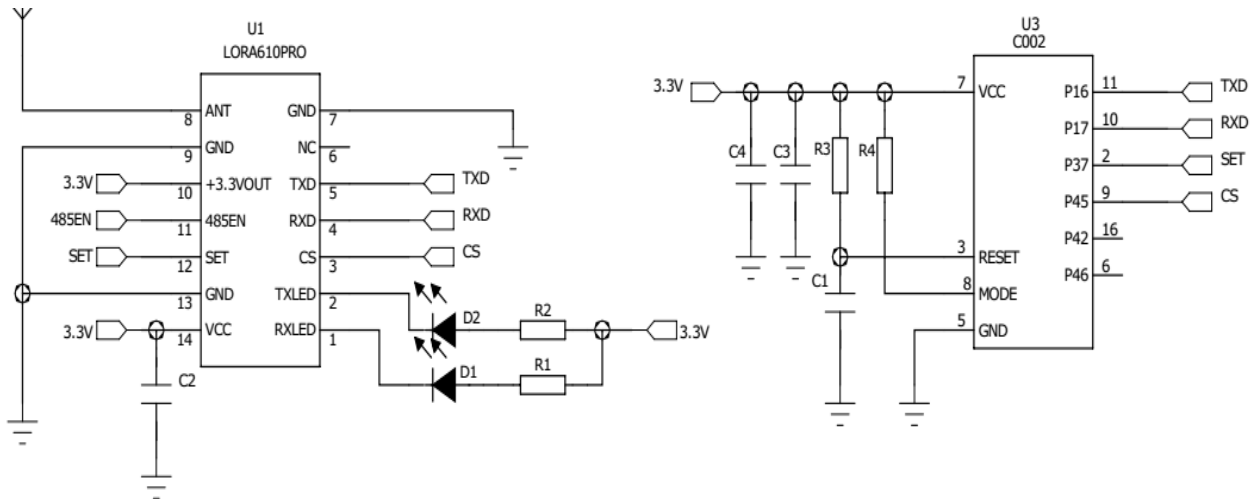 U1
LORA610PRO
ANT
8
GND
9
3.3V
+3.3VOUT
10
485EN
485EN
11
SET
SET
12
GND
13
3.3V
VCC
14
C2
GND
7
NC
6
TXD
5
TXD
RXD
4
RXD
CS
3
CS
TXLED
2
RXLED
1
D2
R2
3.3V
D1
R1
U3
C002
3.3V
7
VCC
C4
C3
R3
R4
3
RESET
C1
8
MODE
5
GND
P16
11
TXD
P17
10
RXD
P37
2
SET
P45
9
CS
P42
16
P46
6